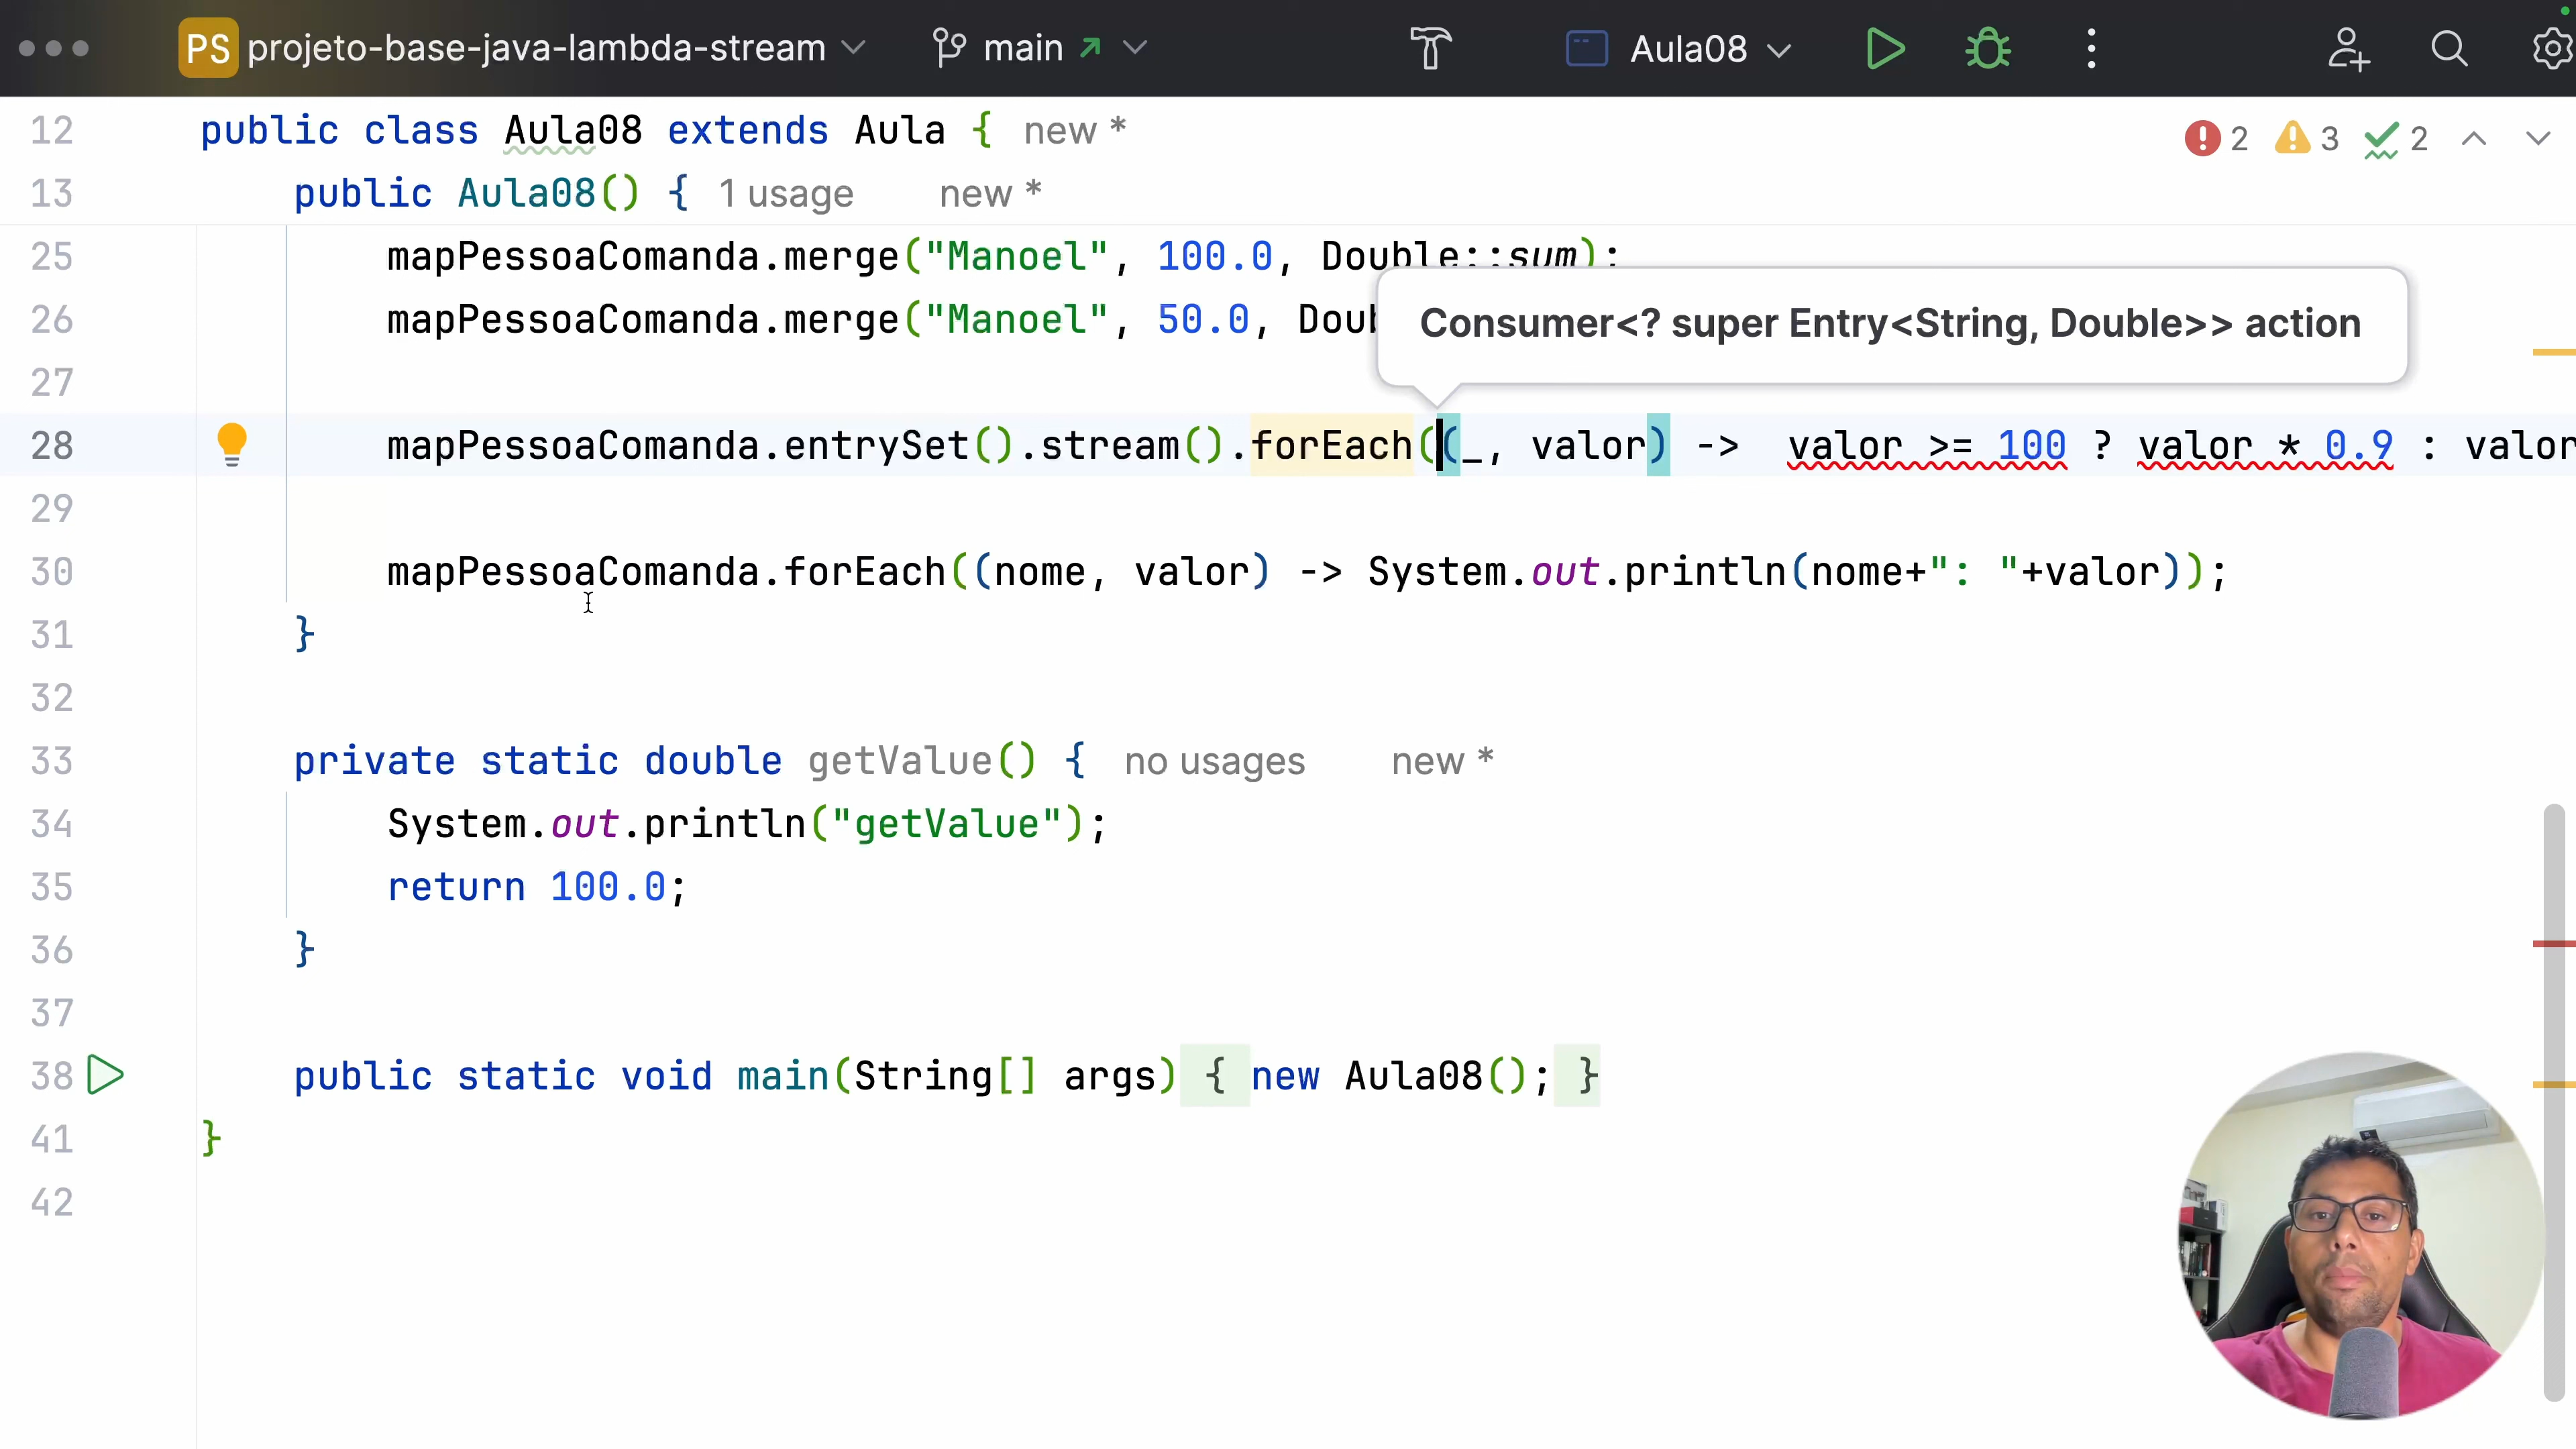 PS projeto-base-java-lambda-stream main Aula08
12 public class Aula08 extends Aula { new * 2 3 2
13 public Aula08() { 1 usage new *
25 mapPessoaComanda.merge("Manoel", 100.0, Double::sum);
26 mapPessoaComanda.merge("Manoel", 50.0, Doub
Consumer<? super Entry<String, Double>> action
27
28 mapPessoaComanda.entrySet().stream().forEach((_, valor) -> valor >= 100 ? valor * 0.9 : valor
29
30 mapPessoaComanda.forEach((nome, valor) -> System.out.println(nome+": "+valor));
31 }
32
33 private static double getValue() { no usages new *
34 System.out.println("getValue");
35 return 100.0;
36 }
37
38 public static void main(String[] args) { new Aula08(); }
41 }
42